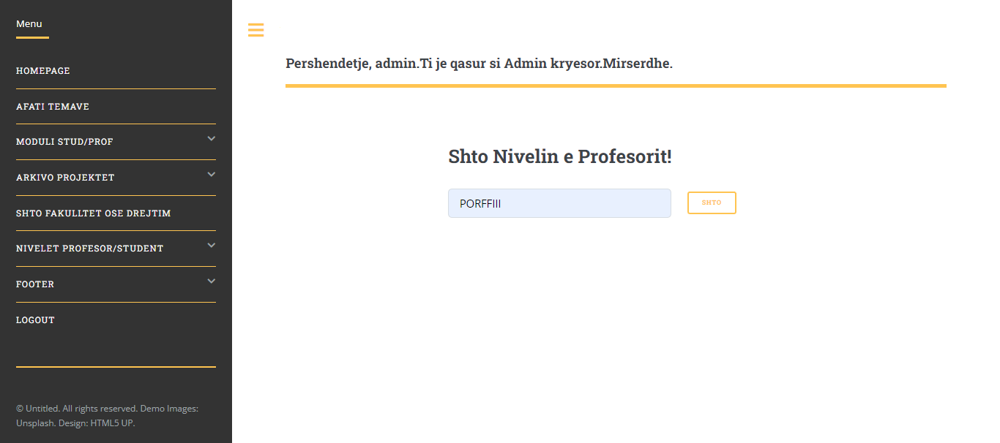 Menu
HOMEPAGE
AFATI TEMAVE
MODULI STUD/PROF
ARKIVO PROJEKTET
SHTO FAKULLTET OSE DREJTIM
NIVELET PROFESOR/STUDENT
FOOTER
LOGOUT
© Untitled. All rights reserved. Demo Images:
Unsplash. Design: HTML5 UP.
Pershendetje, admin.Ti je qasur si Admin kryesor.Mirserdhe.
Shto Nivelin e Profesorit!
PORFFIII
SHTO